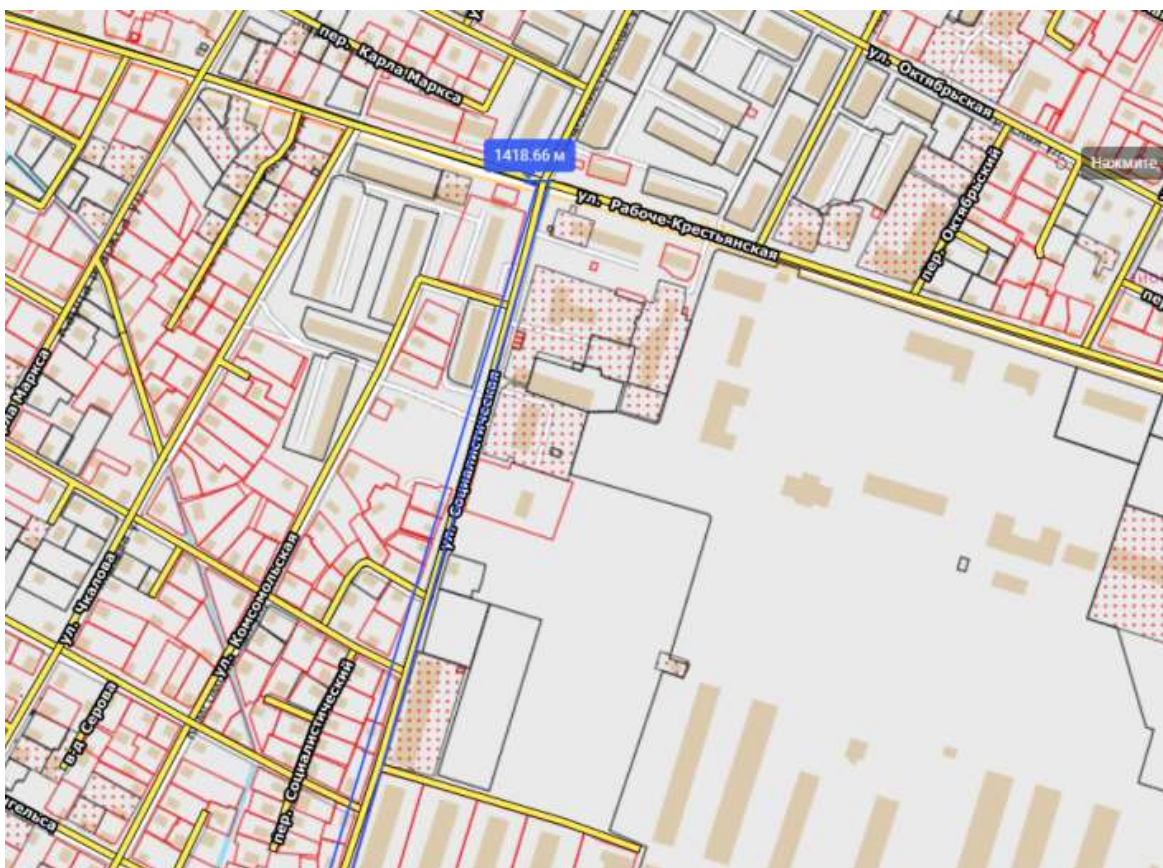 пер. Карла Маркса
ул. Октябрьская
1418.66 м
Нажмите
ул. Рабоче-Крестьянская
пер. Октябрьский
ул. Социалистическая
ул. Чкалова
ул. Комсомольская
в-д. Серова
пер. Социалистический